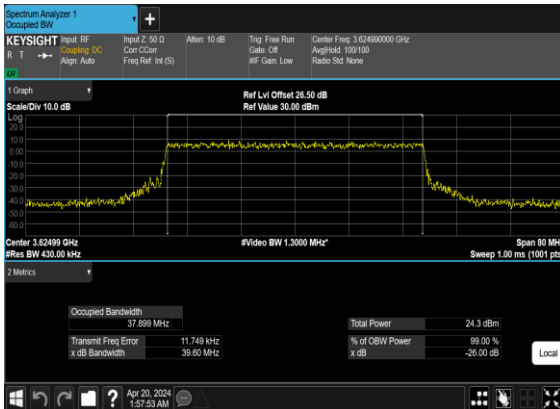 Spectrum Analyzer 1
Occupied BW
+
KEYSIGHT Input: RF Input Z: 50 Ω Atten: 10 dB Trig: Free Run Center Freq: 3.624990000 GHz
R T Coupling: DC Corr CCorr Gate: Off Avg|Hold: 100/100
Align: Auto Freq Ref: Int (S) #IF Gain: Low Radio Std: None
LW
1 Graph
Ref Lvl Offset 26.50 dB
Scale/Div 10.0 dB Ref Value 30.00 dBm
Log
20.0
10.0
0.00
-10.0
-20.0
-30.0
-40.0
-50.0
-60.0
Center 3.62499 GHz #Video BW 1.3000 MHz* Span 80 MH
#Res BW 430.00 kHz Sweep 1.00 ms (1001 pts
2 Metrics
Occupied Bandwidth
37.899 MHz Total Power 24.3 dBm
Transmit Freq Error 11.749 kHz % of OBW Power 99.00 %
x dB Bandwidth 39.60 MHz x dB -26.00 dB
Local
? Apr 20, 2024
1:57:53 AM